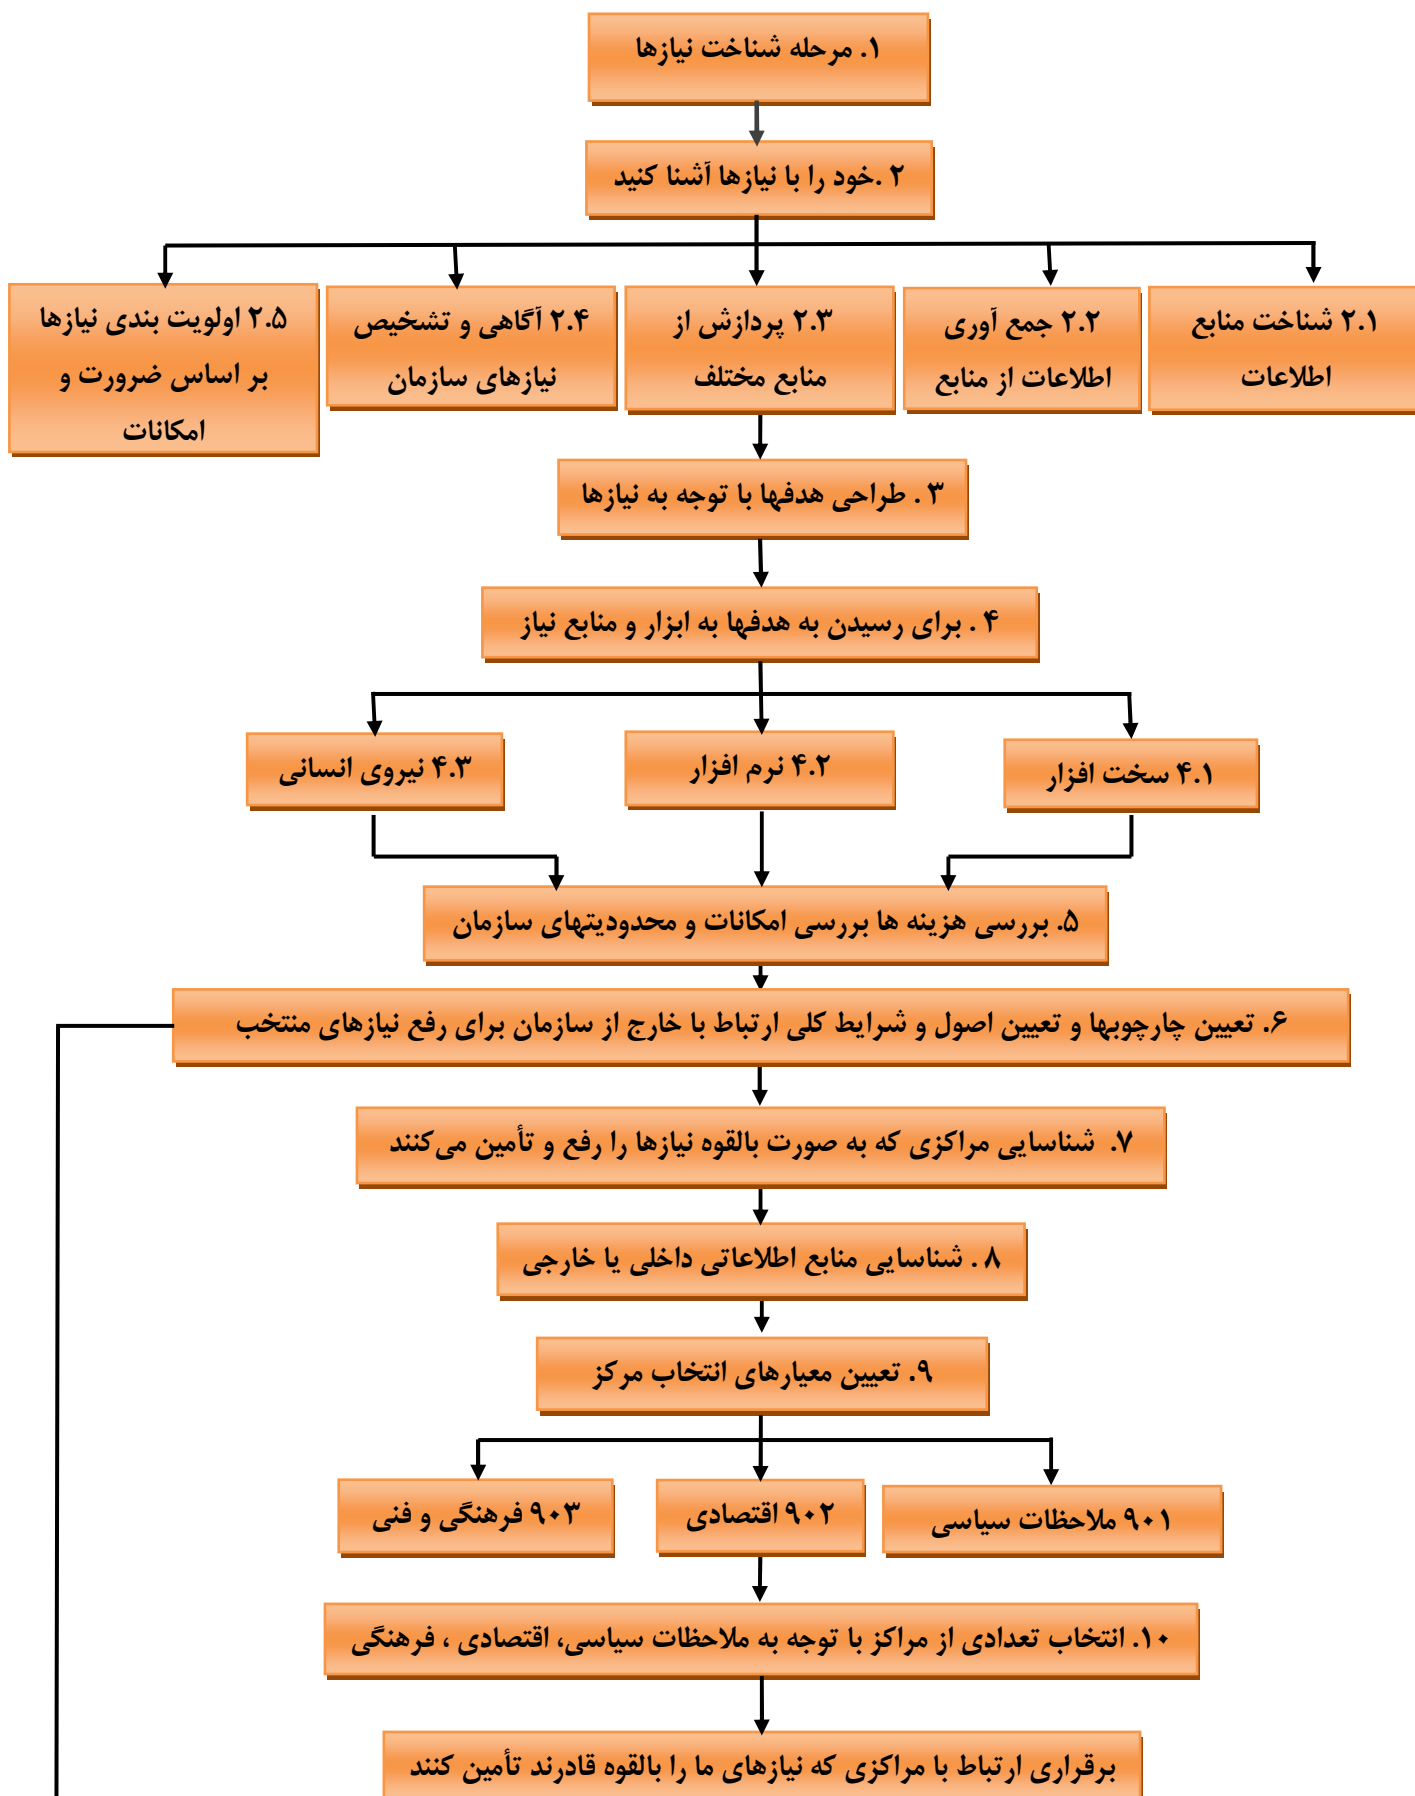 ۱. مرحله شناخت نیازها
۲ .خود را با نیازها آشنا کنید
۲.۱ شناخت منابع
اطلاعات
۲.۲ جمع آوری
اطلاعات از منابع
۲.۳ پردازش از
منابع مختلف
۲.۴ آگاهی و تشخیص
نیازهای سازمان
۲.۵ اولویت بندی نیازها
بر اساس ضرورت و
امکانات
۳ . طراحی هدفها با توجه به نیازها
۴ . برای رسیدن به هدفها به ابزار و منابع نیاز
۴.۱ سخت افزار
۴.۲ نرم افزار
۴.۳ نیروی انسانی
۵. بررسی هزینه ها بررسی امکانات و محدودیتهای سازمان
۶. تعیین چارچوبها و تعیین اصول و شرایط کلی ارتباط با خارج از سازمان برای رفع نیازهای منتخب
۷. شناسایی مراکزی که به صورت بالقوه نیازها را رفع و تأمین می‌کنند
۸ . شناسایی منابع اطلاعاتی داخلی یا خارجی
۹. تعیین معیارهای انتخاب مرکز
۹۰۱ ملاحظات سیاسی
۹۰۲ اقتصادی
۹۰۳ فرهنگی و فنی
۱۰. انتخاب تعدادی از مراکز با توجه به ملاحظات سیاسی، اقتصادی ، فرهنگی
برقراری ارتباط با مراکزی که نیازهای ما را بالقوه قادرند تأمین کنند